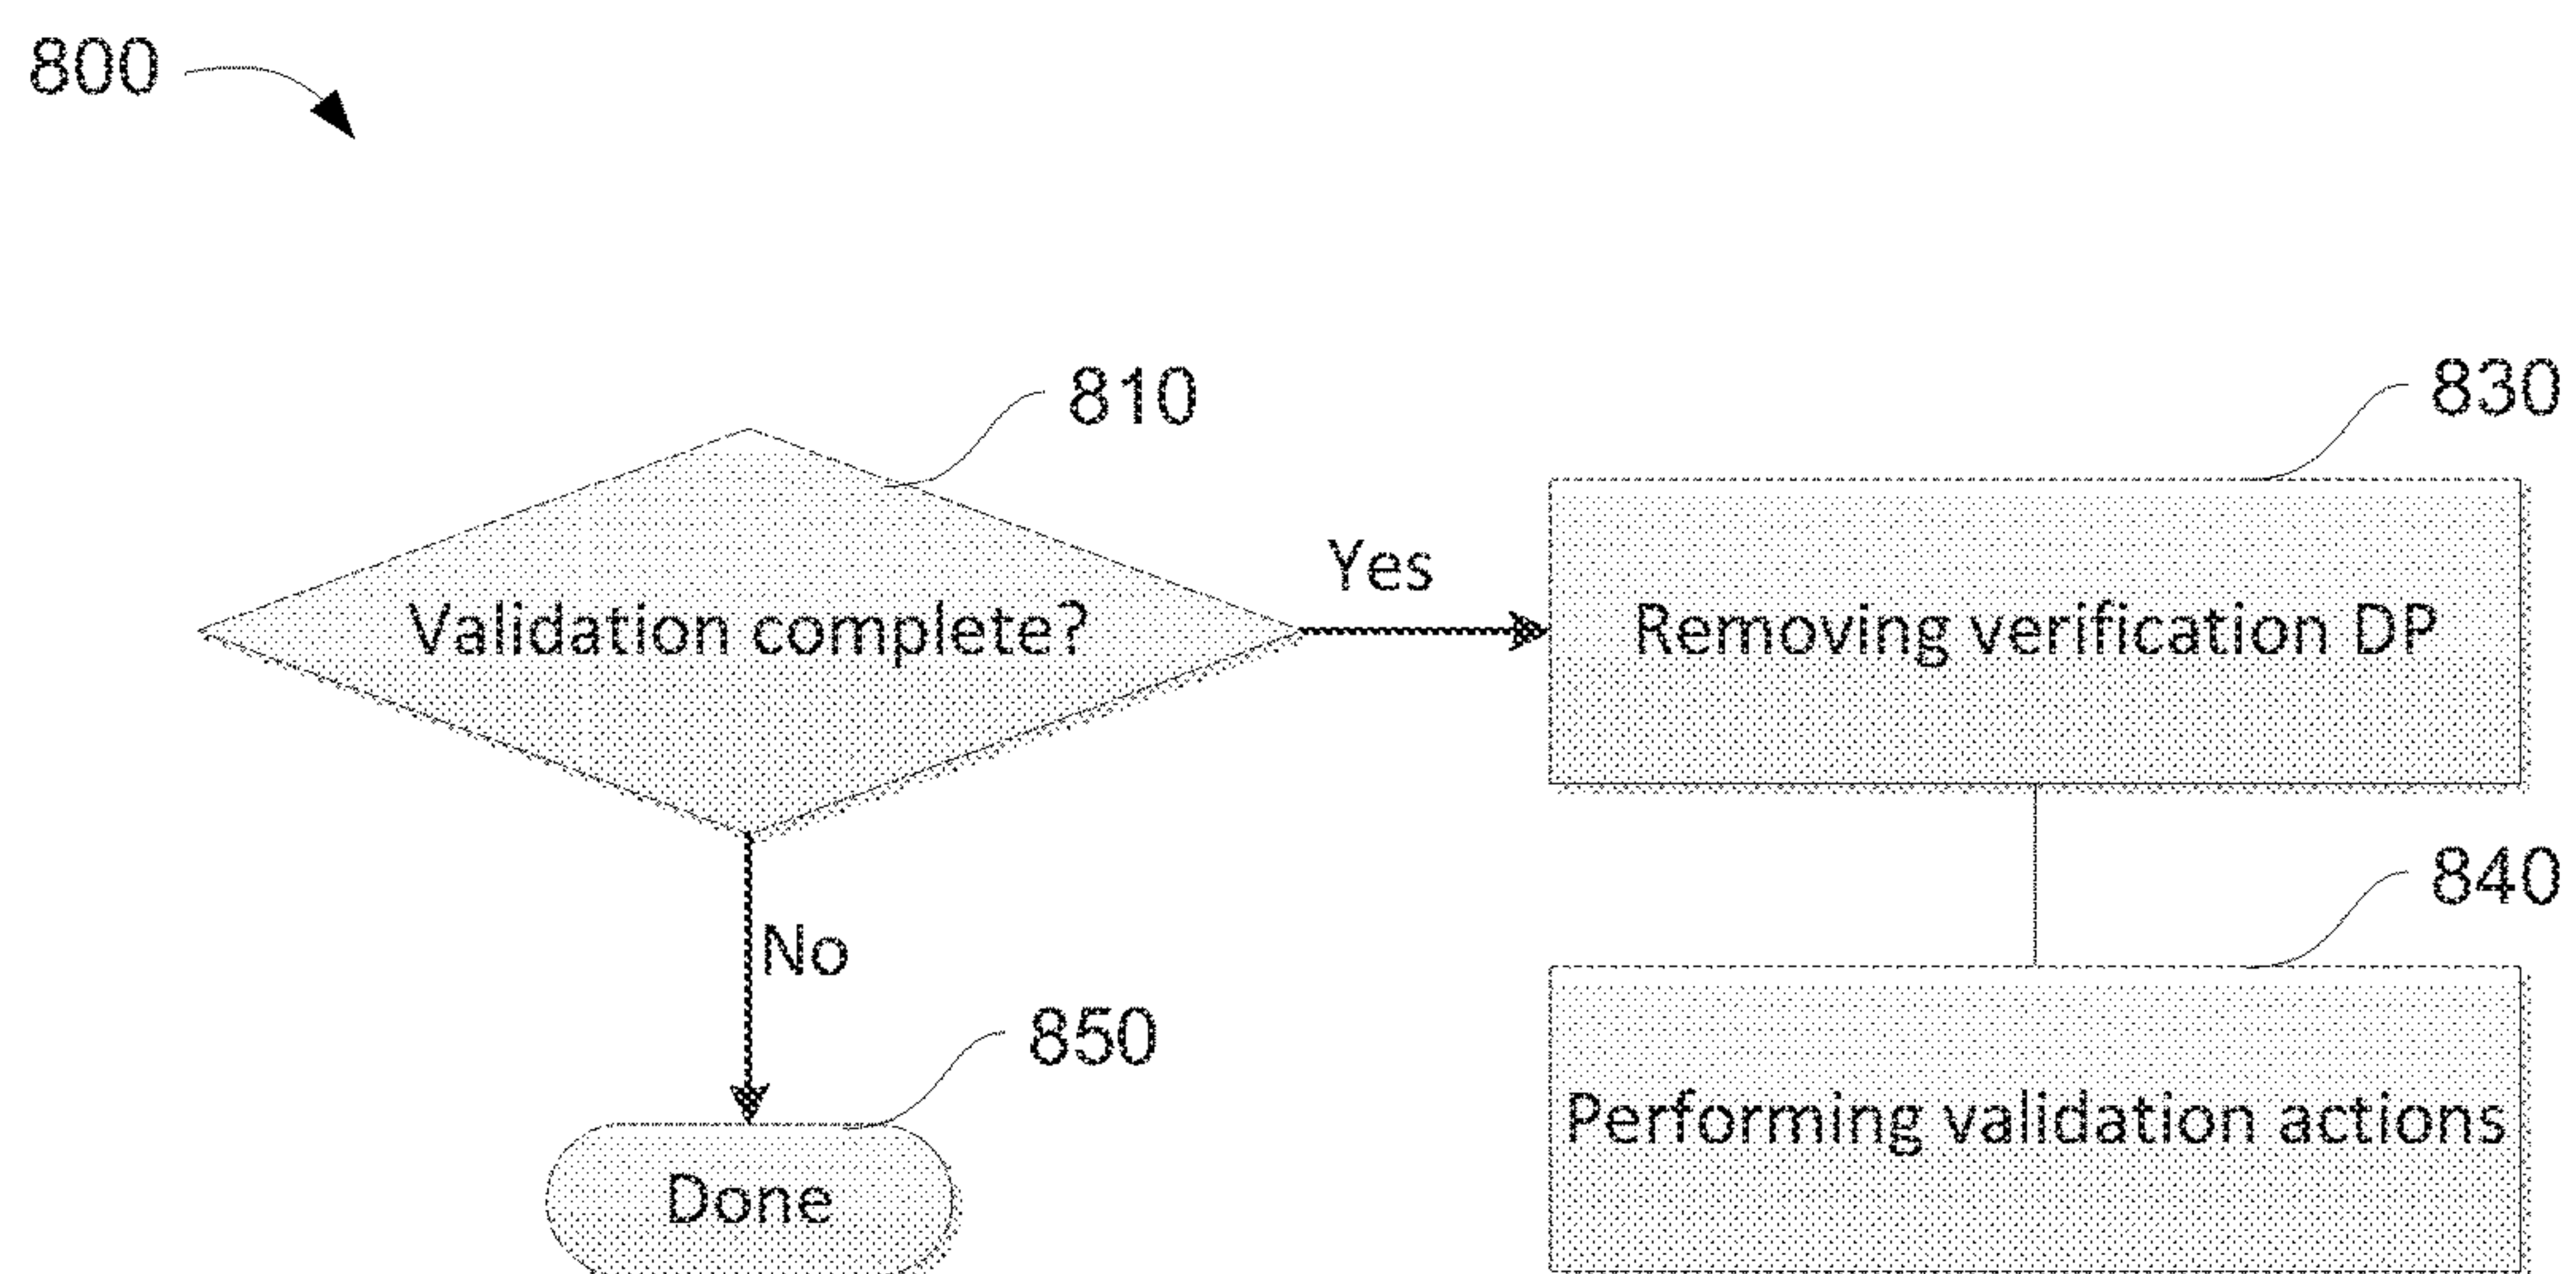 800
810
830
Yes
Validation complete?
Removing verification DP
840
No
850
Performing validation actions
Done